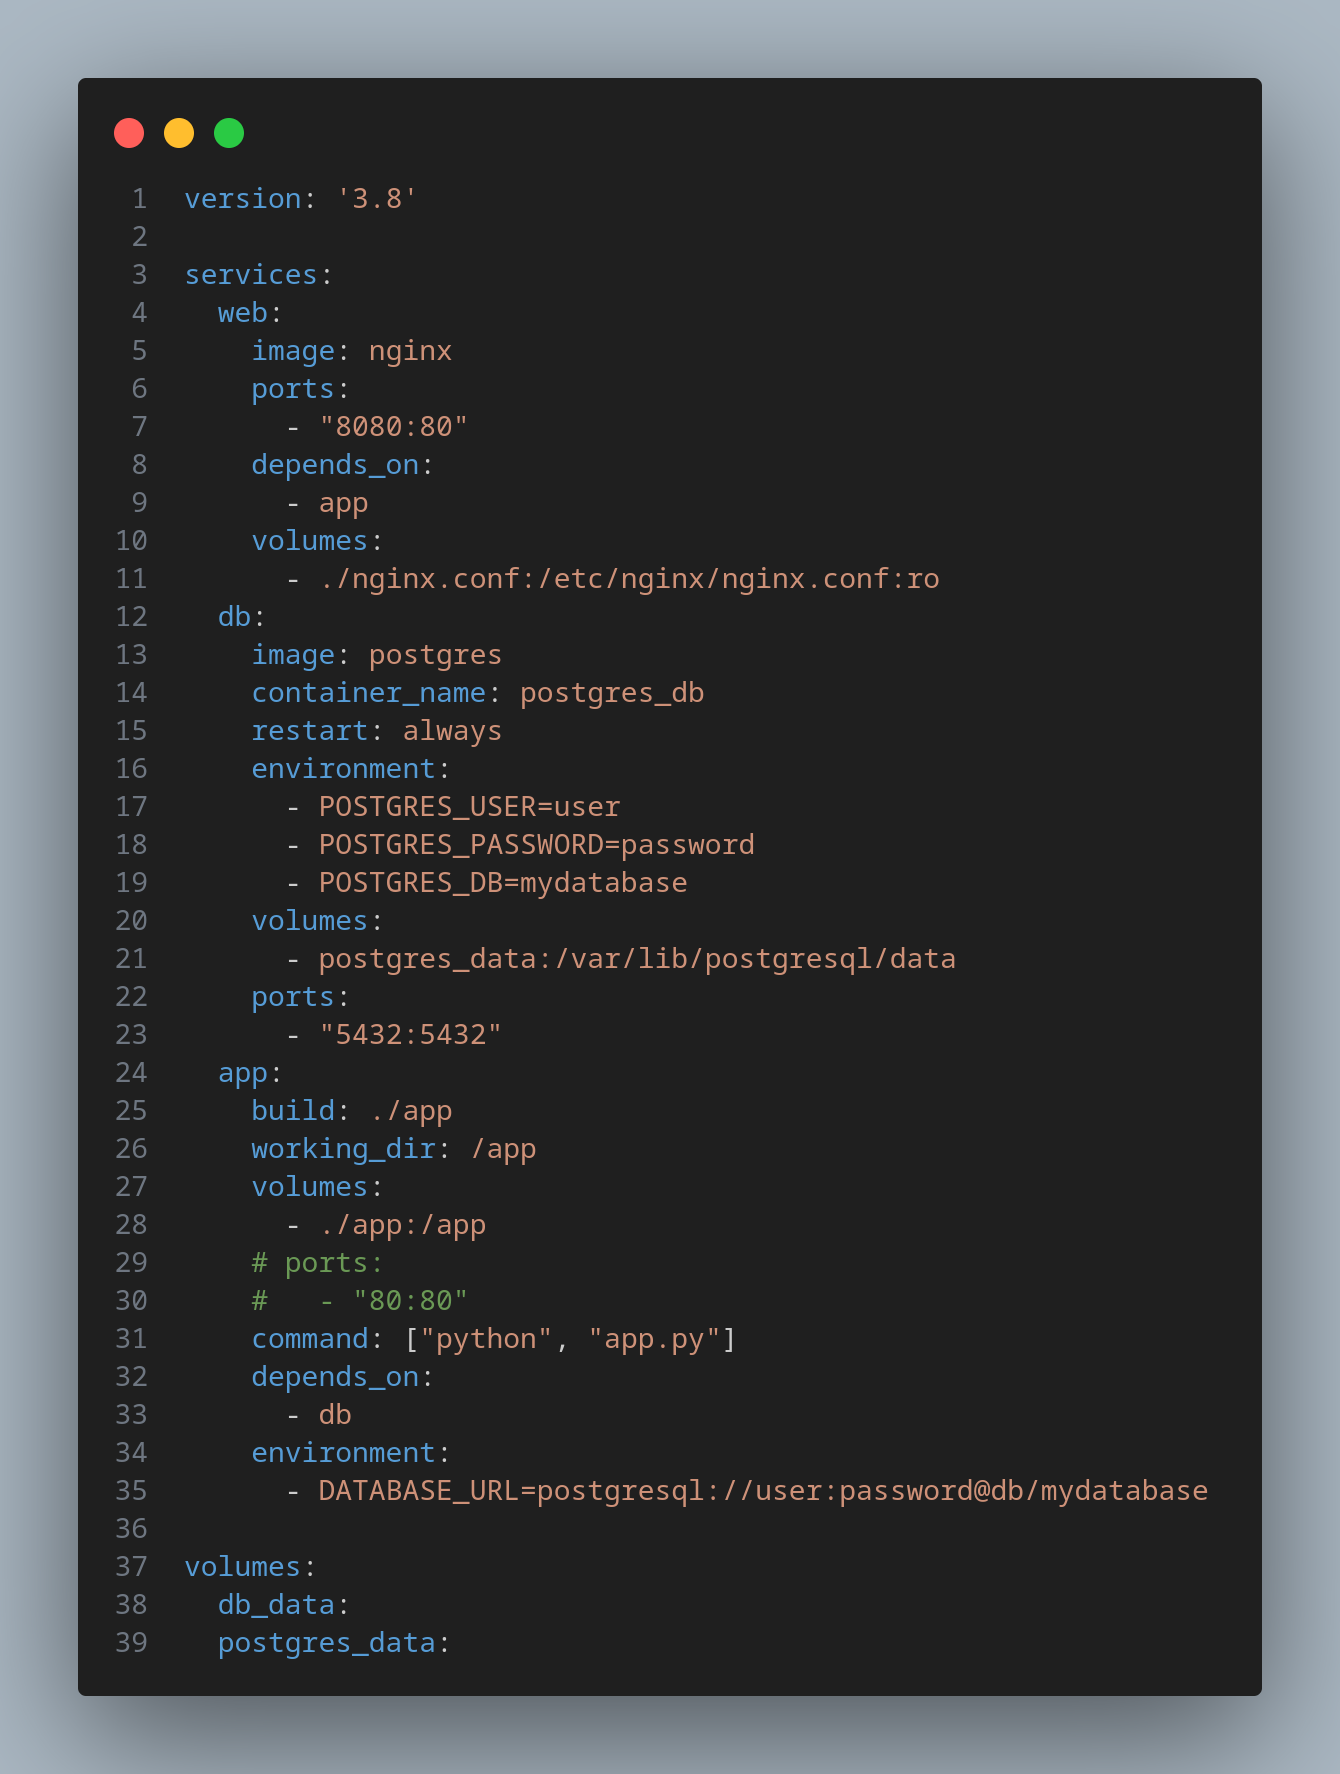 1 version: '3.8'
2
3 services:
4   web:
5     image: nginx
6     ports:
7       - "8080:80"
8     depends_on:
9       - app
10     volumes:
11       - ./nginx.conf:/etc/nginx/nginx.conf:ro
12   db:
13     image: postgres
14     container_name: postgres_db
15     restart: always
16     environment:
17       - POSTGRES_USER=user
18       - POSTGRES_PASSWORD=password
19       - POSTGRES_DB=mydatabase
20     volumes:
21       - postgres_data:/var/lib/postgresql/data
22     ports:
23       - "5432:5432"
24   app:
25     build: ./app
26     working_dir: /app
27     volumes:
28       - ./app:/app
29     # ports:
30     #   - "80:80"
31     command: ["python", "app.py"]
32     depends_on:
33       - db
34     environment:
35       - DATABASE_URL=postgresql://user:password@db/mydatabase
36
37 volumes:
38   db_data:
39   postgres_data: